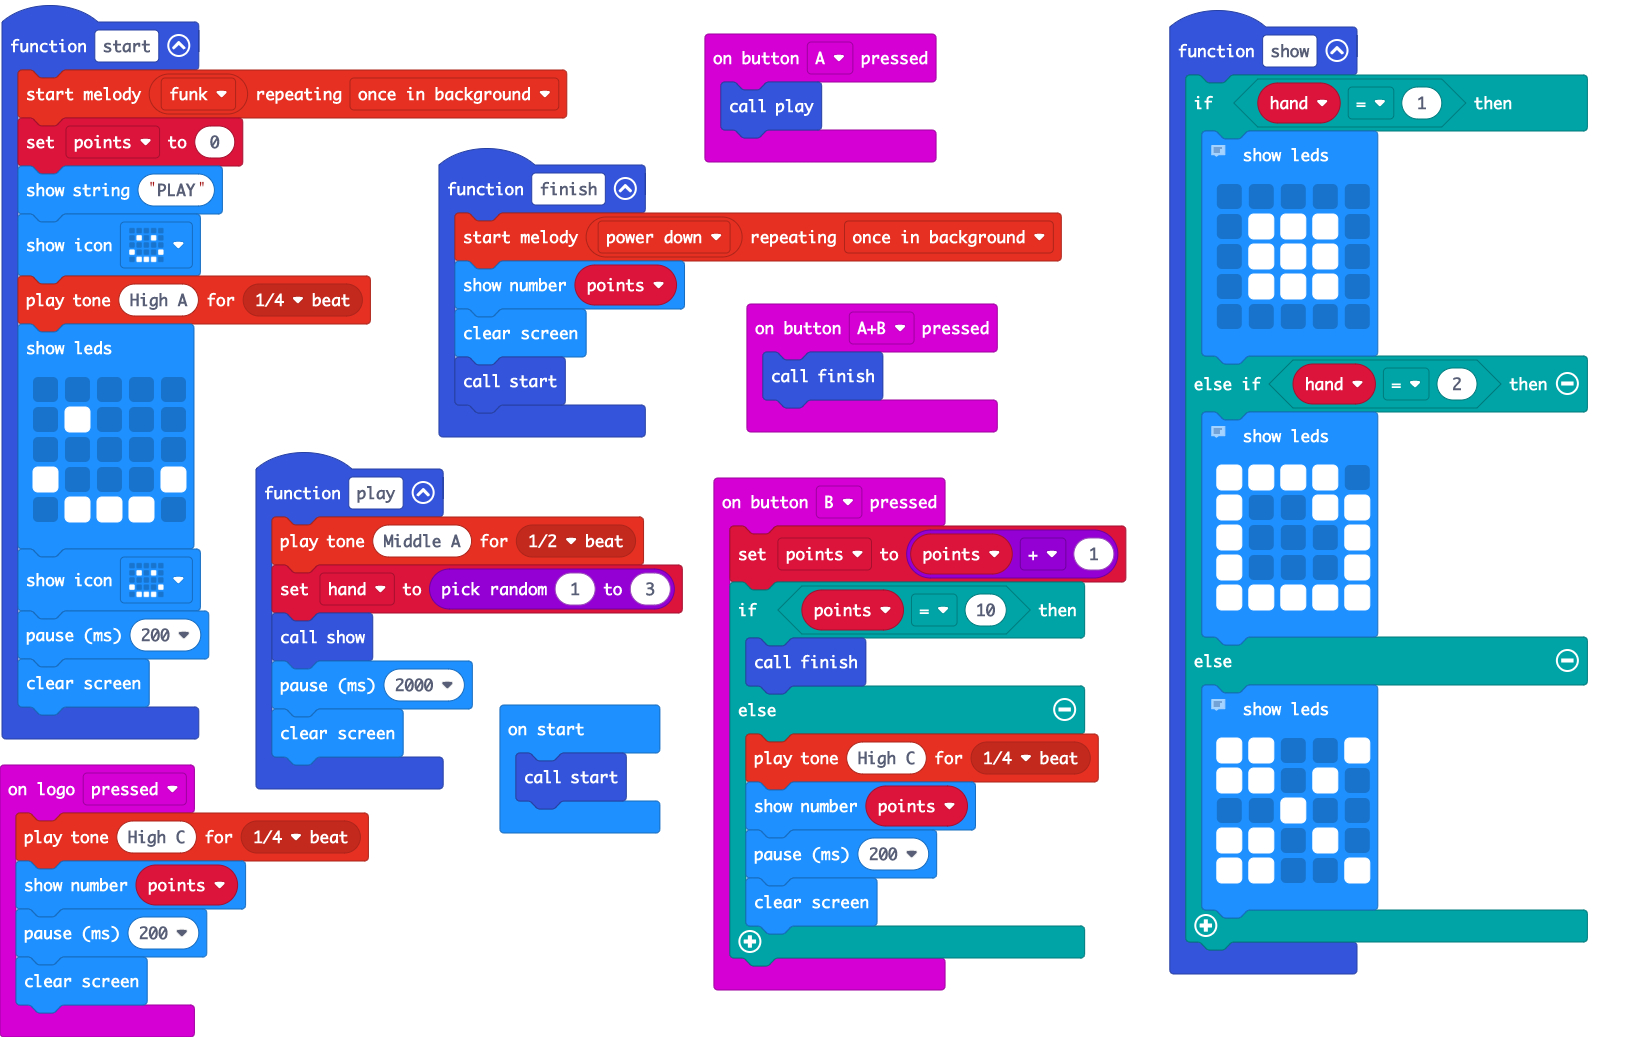 function start
start melody funk repeating once in background
set points to 0
show string "PLAY"
show icon
play tone High A for 1/4 beat
show leds
show icon
pause (ms) 200
clear screen
on logo pressed
play tone High C for 1/4 beat
show number points
pause (ms) 200
clear screen
function finish
start melody power down repeating once in background
show number points
clear screen
call start
function play
play tone Middle A for 1/2 beat
set hand to pick random 1 to 3
call show
pause (ms) 2000
clear screen
on start
call start
on button A pressed
call play
on button A+B pressed
call finish
on button B pressed
set points to points + 1
if points = 10 then
call finish
else
play tone High C for 1/4 beat
show number points
pause (ms) 200
clear screen
function show
if hand = 1 then
show leds
else if hand = 2 then
show leds
else
show leds